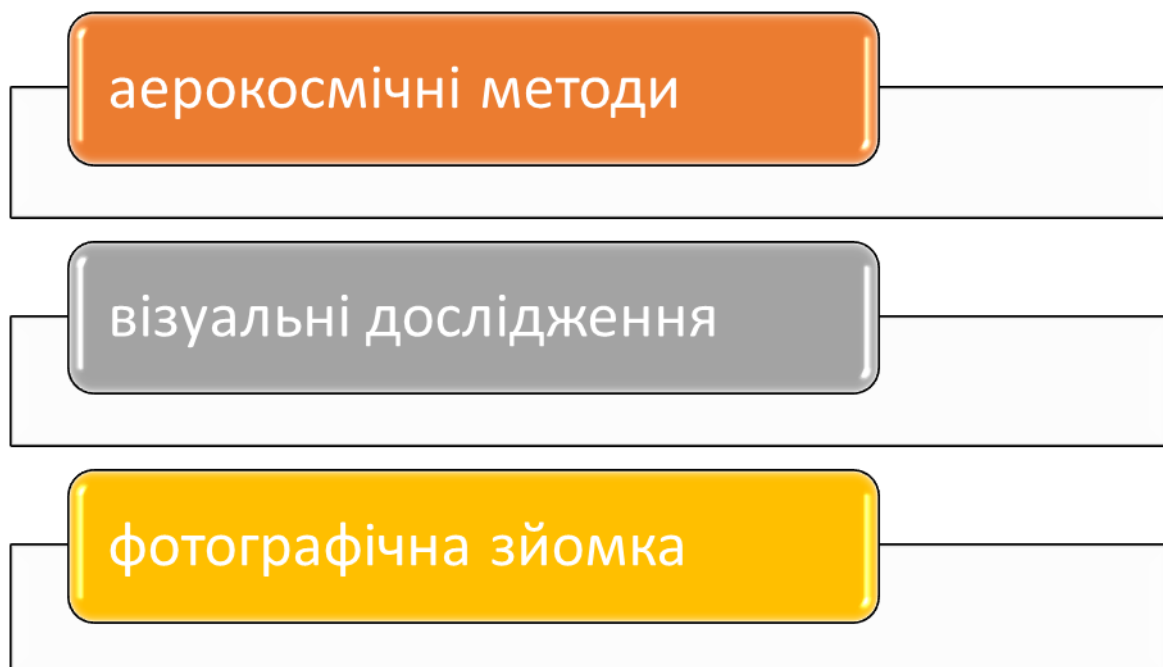 аерокосмічні методи
візуальні дослідження
фотографічна зйомка